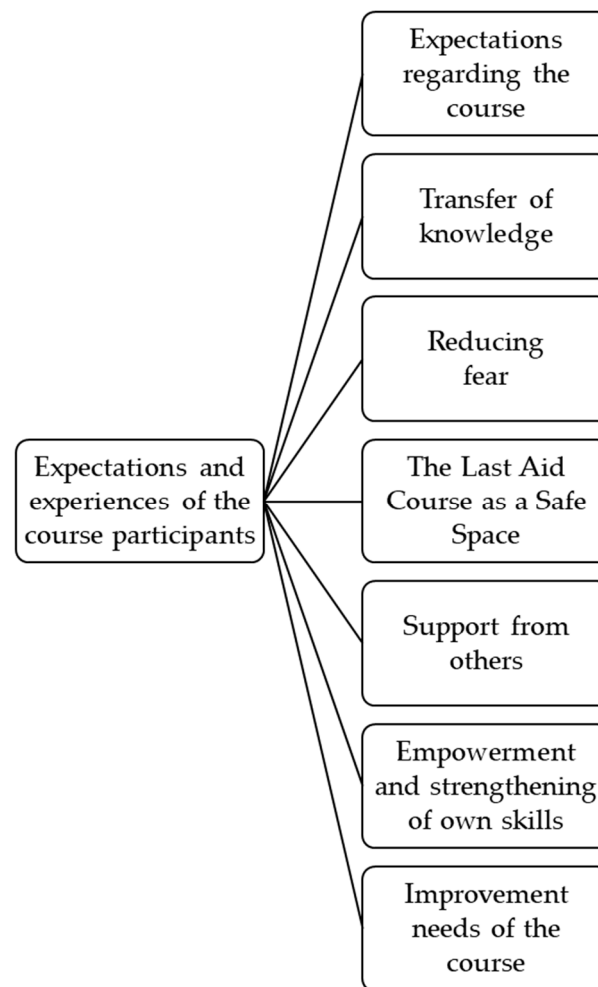 Expectations
regarding the
course
Transfer of
knowledge
Reducing
fear
Expectations and
experiences of the
course participants
The Last Aid
Course as a Safe
Space
Support from
others
Empowerment
and strengthening
of own skills
Improvement
needs of the
course